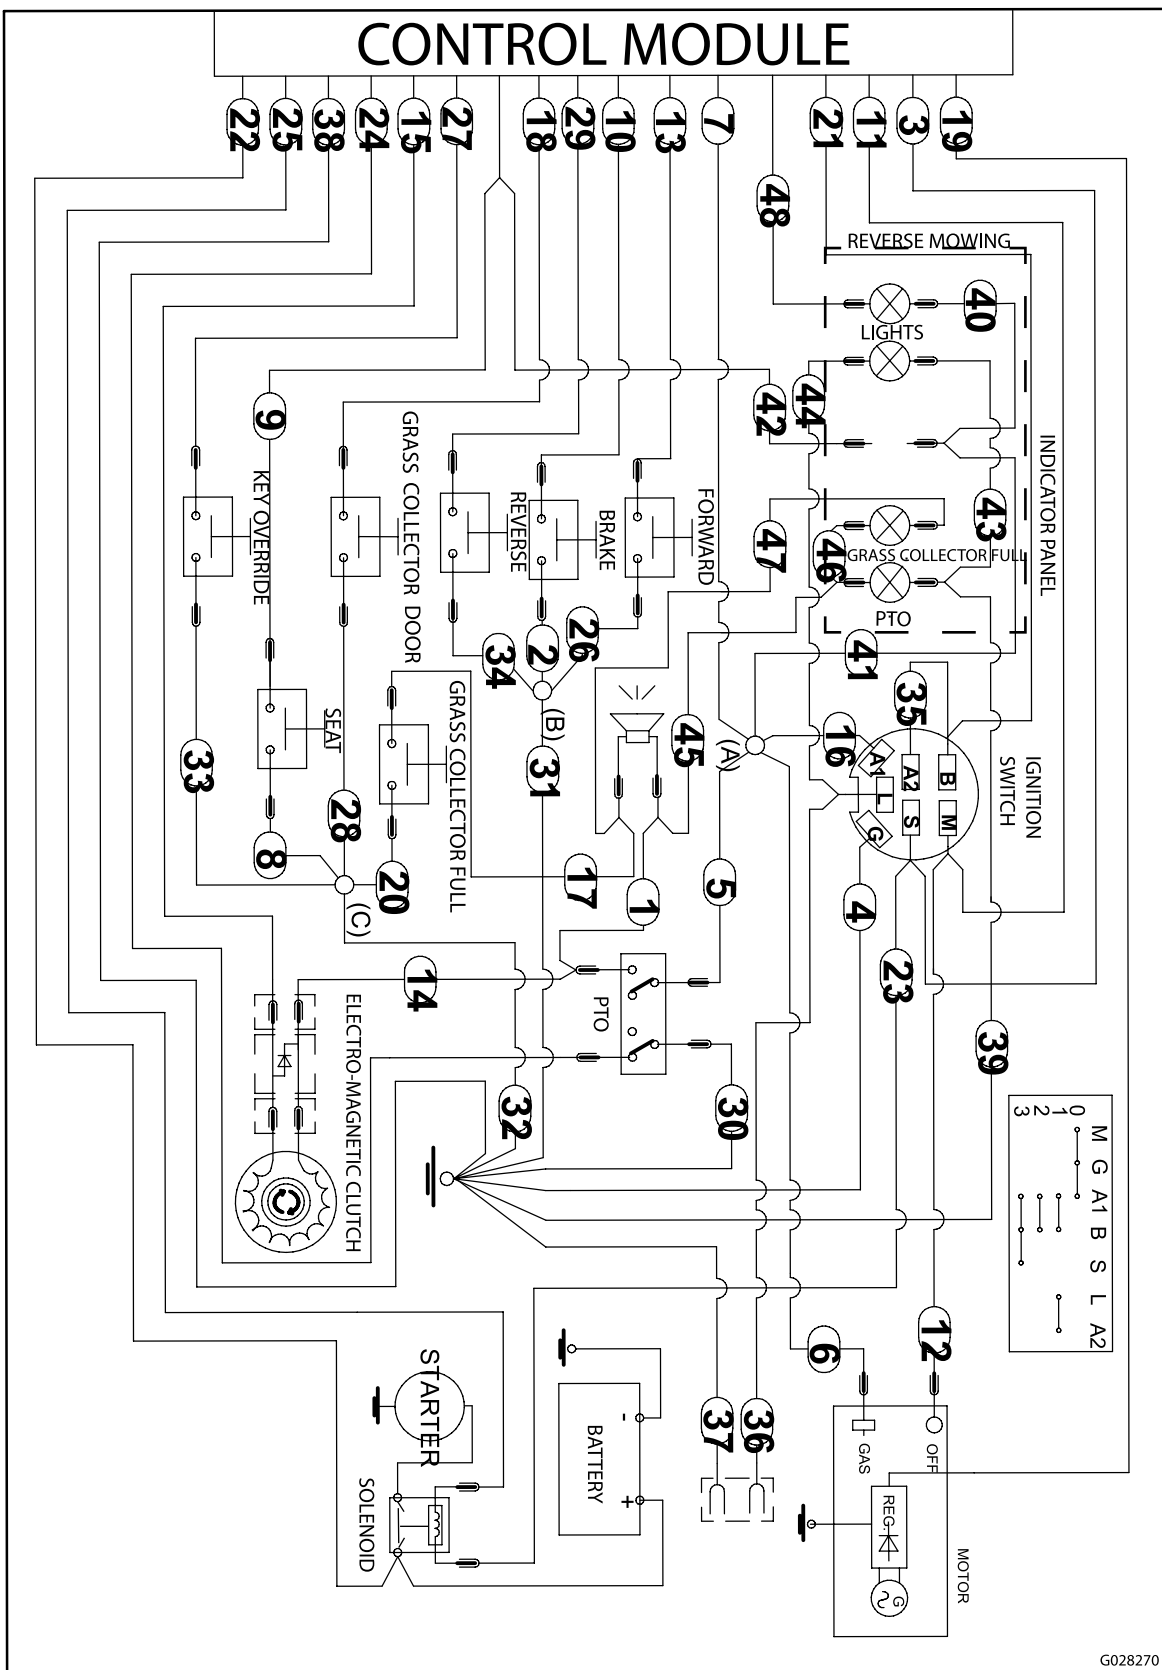 CONTROL MODULE
22
25
38
24
15
27
18
29
10
13
7
48
21
11
3
19
REVERSE MOWING
40
LIGHTS
44
9
42
INDICATOR PANEL
GRASS COLLECTOR DOOR
KEY OVERRIDE
REVERSE
BRAKE
FORWARD
47
46
43
GRASS COLLECTOR FULL
PTO
34
2
26
41
35
SEAT
GRASS COLLECTOR FULL
33
(B)
31
45
(A)
16
A1
A2
B
L
G
S
M
IGNITION
SWITCH
28
8
20
(C)
17
1
5
4
23
14
PTO
39
ELECTRO-MAGNETIC CLUTCH
32
30
M G A1 B S L A2
0
1
2
3
12
6
STARTER
SOLENOID
BATTERY
-
+
37
36
OFF
GAS
REG.
G
MOTOR
G028270